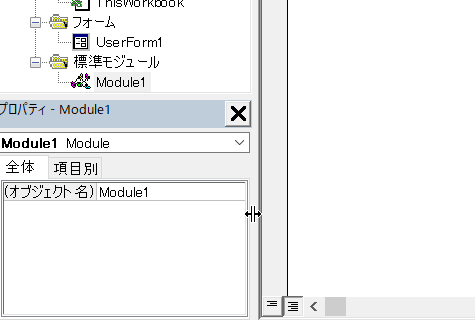 ThisWorkbook
フォーム
UserForm1
標準モジュール
Module1
プロパティ - Module1
Module1 Module
全体 項目別
(オブジェクト名) Module1